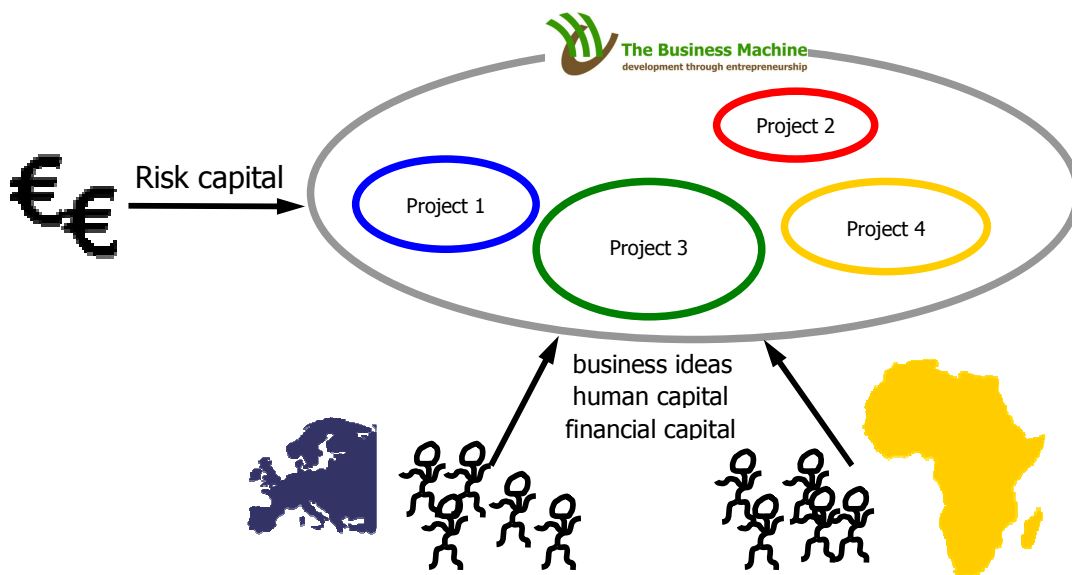 The Business Machine
development through entrepreneurship
Project 2
Risk capital
Project 1
Project 3
Project 4
business ideas
human capital
financial capital